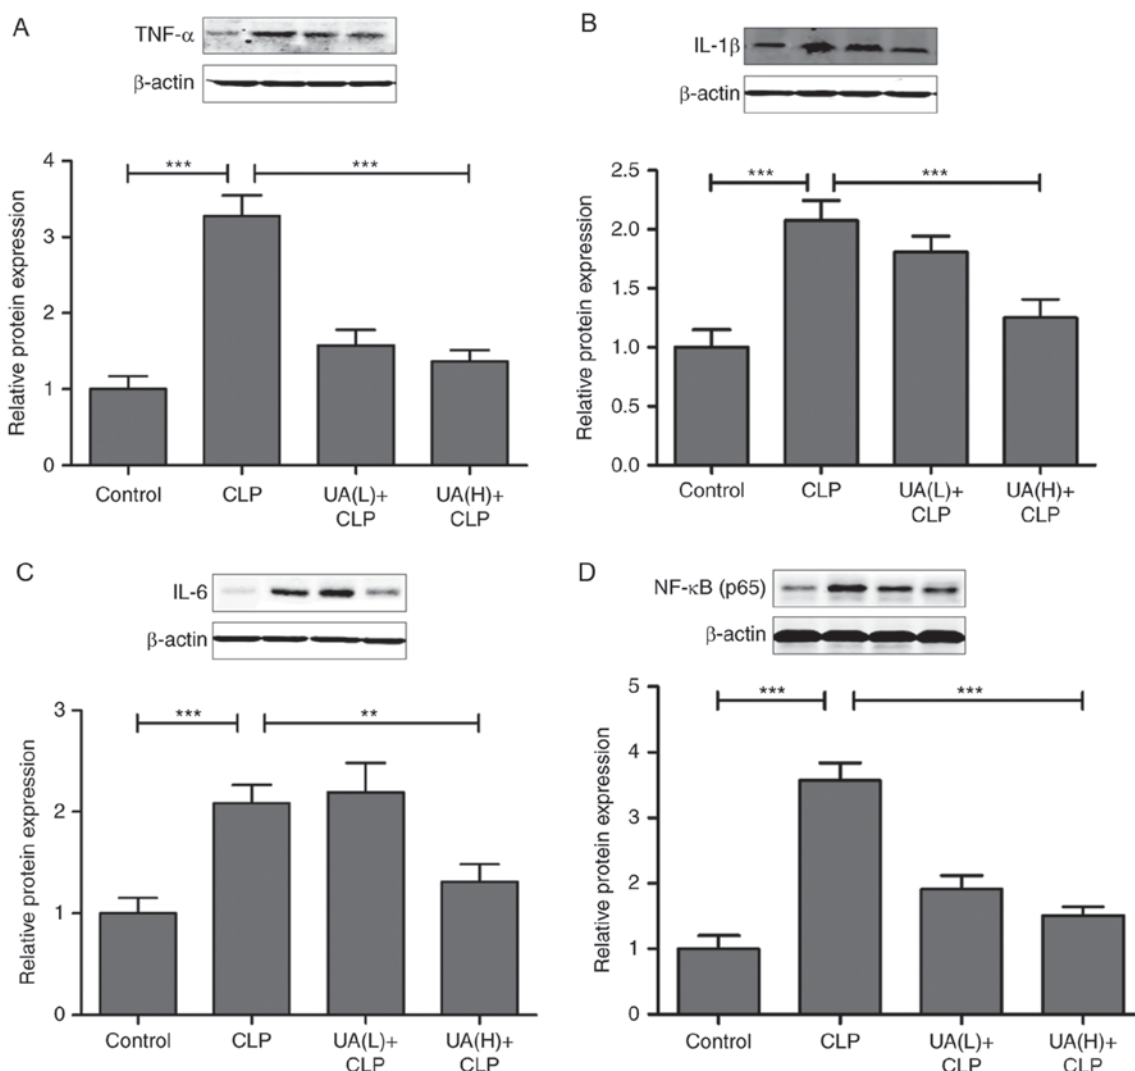 A
TNF-α
β-actin
***
***
Relative protein expression
4
3
2
1
0
Control
CLP
UA(L)+
CLP
UA(H)+
CLP
B
IL-1β
β-actin
***
***
Relative protein expression
2.5
2.0
1.5
1.0
0.5
0.0
Control
CLP
UA(L)+
CLP
UA(H)+
CLP
C
IL-6
β-actin
***
**
Relative protein expression
3
2
1
0
Control
CLP
UA(L)+
CLP
UA(H)+
CLP
D
NF-κB (p65)
β-actin
***
***
Relative protein expression
5
4
3
2
1
0
Control
CLP
UA(L)+
CLP
UA(H)+
CLP